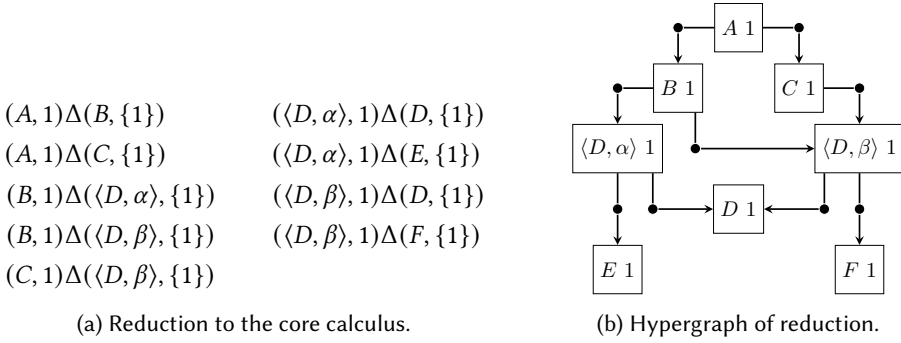 (A, 1)Δ(B, {1})
(A, 1)Δ(C, {1})
(B, 1)Δ(⟨D, α⟩, {1})
(B, 1)Δ(⟨D, β⟩, {1})
(C, 1)Δ(⟨D, β⟩, {1})
(⟨D, α⟩, 1)Δ(D, {1})
(⟨D, α⟩, 1)Δ(E, {1})
(⟨D, β⟩, 1)Δ(D, {1})
(⟨D, β⟩, 1)Δ(F, {1})
(a) Reduction to the core calculus.
A 1
B 1
C 1
⟨D, α⟩ 1
⟨D, β⟩ 1
D 1
E 1
F 1
(b) Hypergraph of reduction.